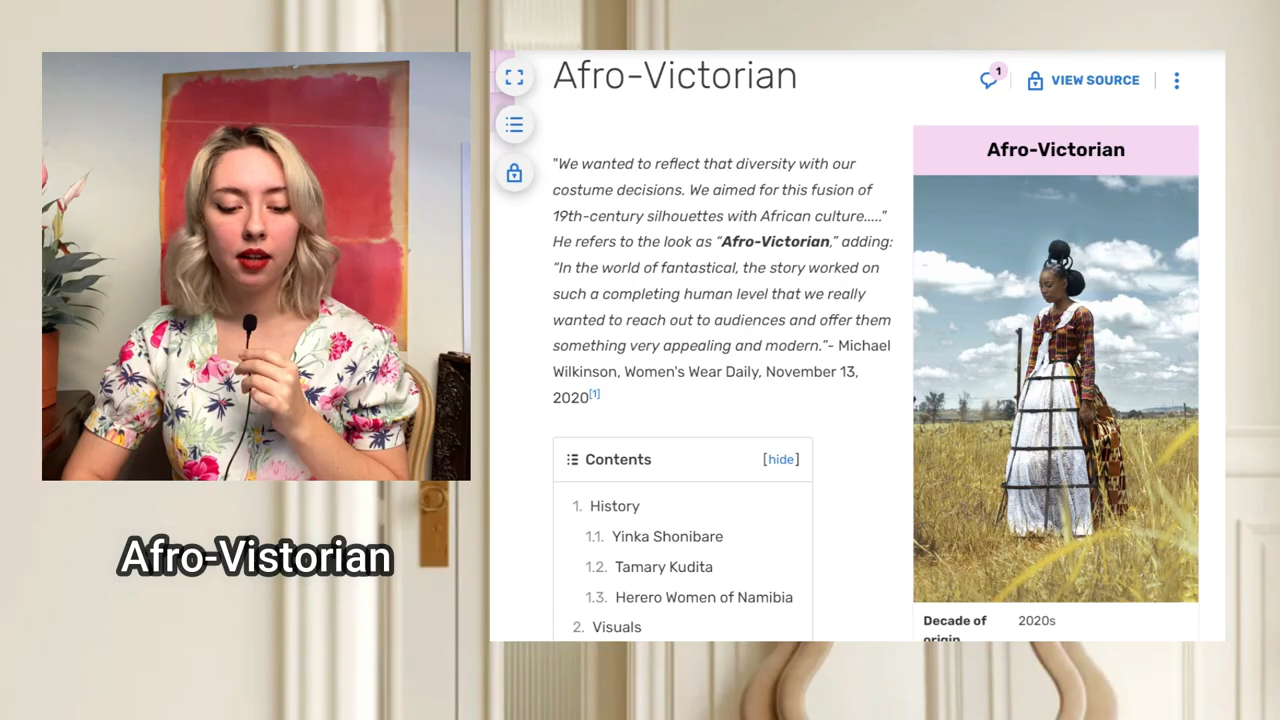 Afro-Victorian
1
VIEW SOURCE
"We wanted to reflect that diversity with our
costume decisions. We aimed for this fusion of
19th-century silhouettes with African culture....."
He refers to the look as “Afro-Victorian,” adding:
“In the world of fantastical, the story worked on
such a completing human level that we really
wanted to reach out to audiences and offer them
something very appealing and modern.”- Michael
Wilkinson, Women's Wear Daily, November 13,
2020[1]
Contents [hide]
1. History
1.1. Yinka Shonibare
1.2. Tamary Kudita
1.3. Herero Women of Namibia
2. Visuals
Afro-Victorian
Decade of 2020s
origin
Afro-Vistorian